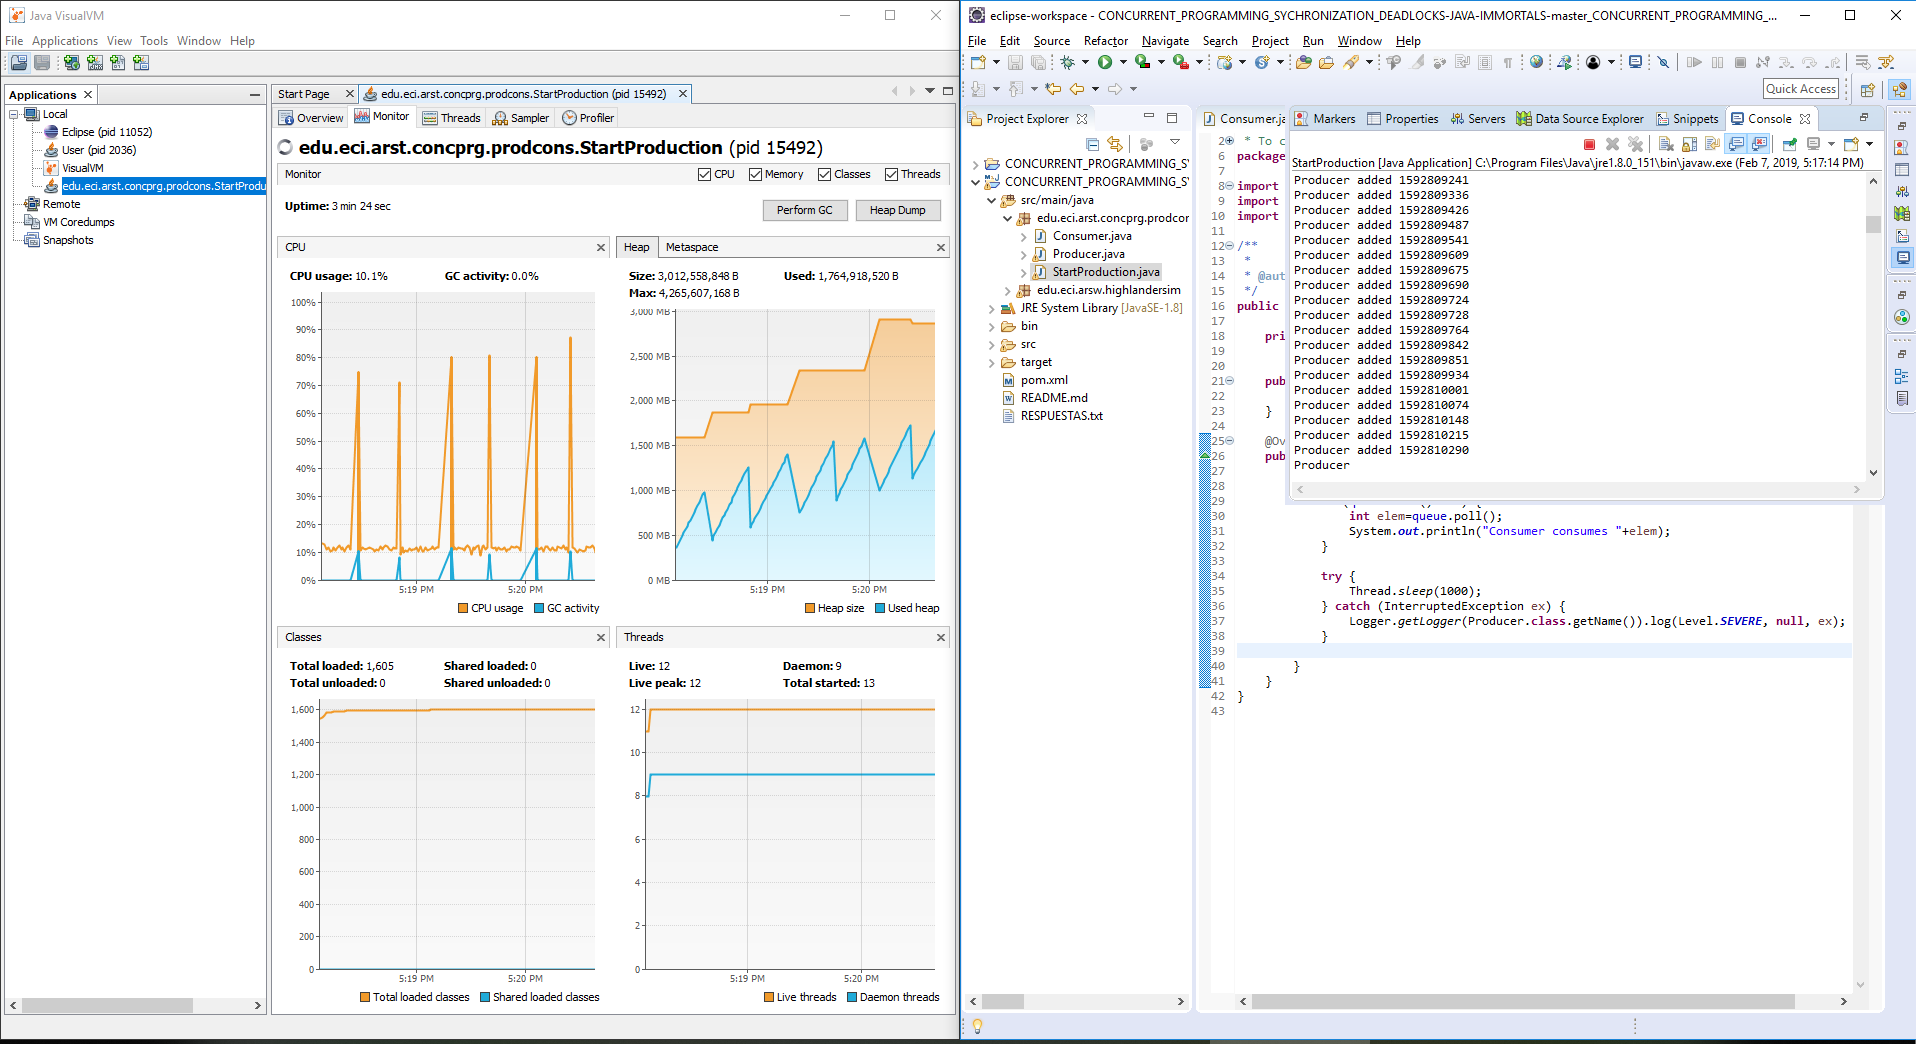 Java VisualVM
File Applications View Tools Window Help
Applications
Local
Eclipse (pid 11052)
User (pid 2036)
VisualVM
edu.eci.arst.concprg.prodcons.StartProdu
Remote
VM Coredumps
Snapshots
Start Page
edu.eci.arst.concprg.prodcons.StartProduction (pid 15492)
Overview Monitor Threads Sampler Profiler
edu.eci.arst.concprg.prodcons.StartProduction (pid 15492)
Monitor
CPU Memory Classes Threads
Uptime: 3 min 24 sec
Perform GC Heap Dump
CPU
CPU usage: 10.1% GC activity: 0.0%
100%
90%
80%
70%
60%
50%
40%
30%
20%
10%
0%
5:19 PM 5:20 PM
CPU usage GC activity
Heap Metaspace
Size: 3,012,558,848 B Used: 1,764,918,520 B
Max: 4,265,607,168 B
3,000 MB
2,500 MB
2,000 MB
1,500 MB
1,000 MB
500 MB
0 MB
5:19 PM 5:20 PM
Heap size Used heap
Classes
Total loaded: 1,605 Shared loaded: 0
Total unloaded: 0 Shared unloaded: 0
1,600
1,400
1,200
1,000
800
600
400
200
0
5:19 PM 5:20 PM
Total loaded classes Shared loaded classes
Threads
Live: 12 Daemon: 9
Live peak: 12 Total started: 13
12
10
8
6
4
2
0
5:19 PM 5:20 PM
Live threads Daemon threads
eclipse-workspace - CONCURRENT_PROGRAMMING_SYCHRONIZATION_DEADLOCKS-JAVA-IMMORTALS-master_CONCURRENT_PROGRAMMING_...
File Edit Source Refactor Navigate Search Project Run Window Help
Quick Access
Project Explorer
CONCURRENT_PROGRAMMING_S
CONCURRENT_PROGRAMMING_S
src/main/java
edu.eci.arst.concprg.prodcor
Consumer.java
Producer.java
StartProduction.java
edu.eci.arsw.highlandersim
JRE System Library [JavaSE-1.8]
bin
src
target
pom.xml
README.md
RESPUESTAS.txt
Consumer.ja
Markers Properties Servers Data Source Explorer Snippets Console
StartProduction [Java Application] C:\Program Files\Java\jre1.8.0_151\bin\javaw.exe (Feb 7, 2019, 5:17:14 PM)
Producer added 1592809241
Producer added 1592809336
Producer added 1592809426
Producer added 1592809487
Producer added 1592809541
Producer added 1592809609
Producer added 1592809675
Producer added 1592809690
Producer added 1592809724
Producer added 1592809728
Producer added 1592809764
Producer added 1592809842
Producer added 1592809851
Producer added 1592809934
Producer added 1592810001
Producer added 1592810074
Producer added 1592810148
Producer added 1592810215
Producer added 1592810290
Producer
2 * To c
6 package
7
8 import
9 import
10 import
11
12 /**
13 *
14 * @aut
15 */
16 public
17
18 pri
19
20
21 pub
22
23 }
24
25 @Ov
26 pub
27
28
29
30 int elem=queue.poll();
31 System.out.println("Consumer consumes "+elem);
32 }
33
34 try {
35 Thread.sleep(1000);
36 } catch (InterruptedException ex) {
37 Logger.getLogger(Producer.class.getName()).log(Level.SEVERE, null, ex);
38 }
39
40 }
41 }
42 }
43